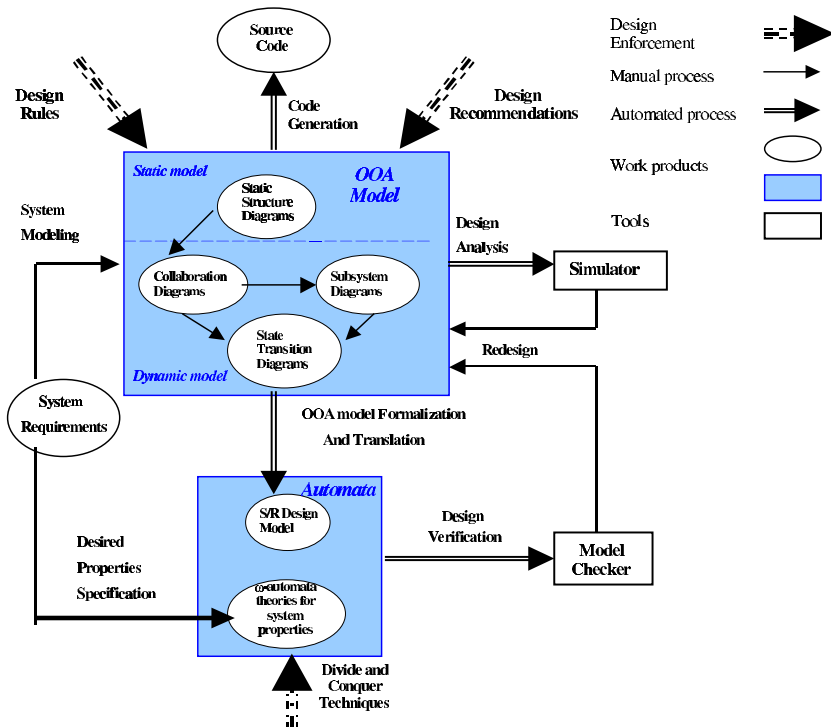 Source
Code
Design
Enforcement
Manual process
Automated process
Work products
Tools
Design
Rules
Code
Generation
Design
Recommendations
Static model
OOA
Model
Static
Structure
Diagrams
System
Modeling
Collaboration
Diagrams
Subsystem
Diagrams
State
Transition
Diagrams
Dynamic model
Design
Analysis
Simulator
Redesign
System
Requirements
OOA model Formalization
And Translation
Automata
S/R Design
Model
Design
Verification
Model
Checker
Desired
Properties
Specification
ω-automata
theories for
system
properties
Divide and
Conquer
Techniques